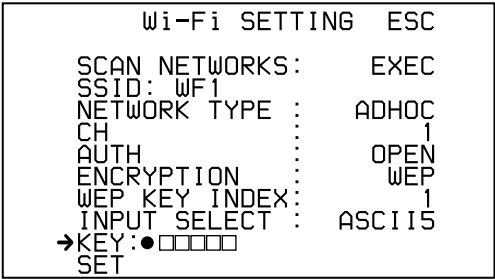 Wi-Fi SETTING ESC
SCAN NETWORKS: EXEC
SSID: WF1
NETWORK TYPE : ADHOC
CH : 1
AUTH : OPEN
ENCRYPTION : WEP
WEP KEY INDEX: 1
INPUT SELECT : ASCII5
→KEY:●□□□□□
SET